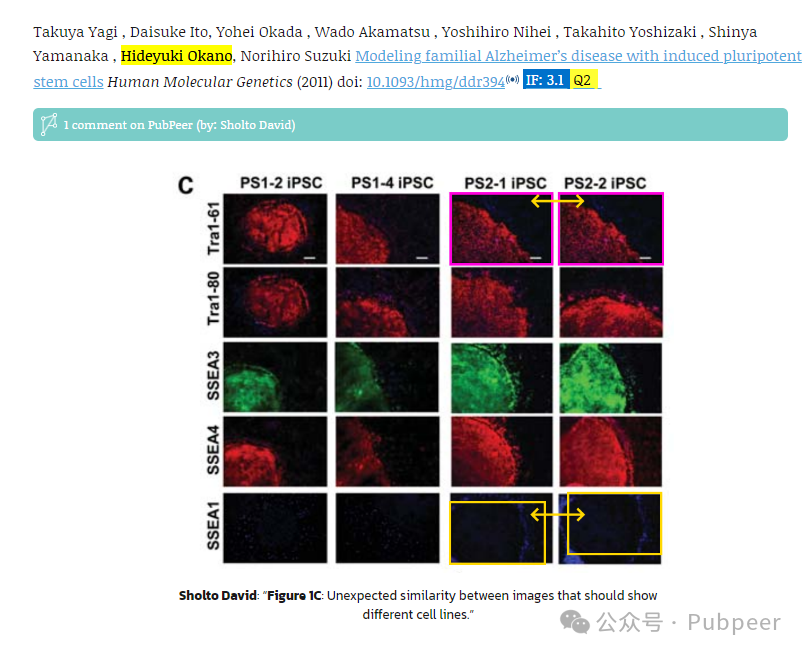 Takuya Yagi , Daisuke Ito, Yohei Okada , Wado Akamatsu , Yoshihiro Nihei , Takahito Yoshizaki , Shinya
Yamanaka , Hideyuki Okano, Norihiro Suzuki Modeling familial Alzheimer’s disease with induced pluripotent
stem cells Human Molecular Genetics (2011) doi: 10.1093/hmg/ddr394 IF: 3.1 Q2
1 comment on PubPeer (by: Sholto David)
C
PS1-2 iPSC PS1-4 iPSC PS2-1 iPSC PS2-2 iPSC
Tra1-61
Tra1-80
SSEA3
SSEA4
SSEA1
Sholto David: “Figure 1C: Unexpected similarity between images that should show
different cell lines.”
公众号 · Pubpeer